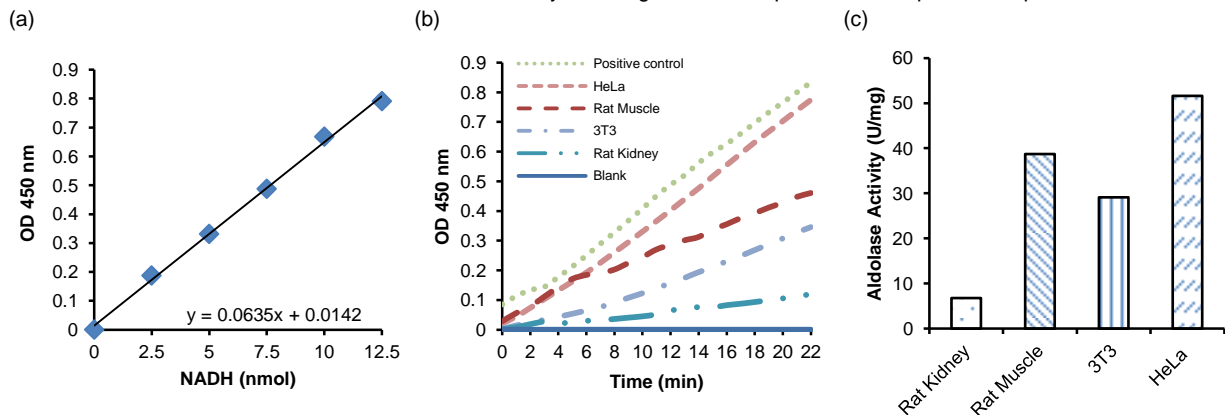 (a)
0.9
0.8
0.7
0.6
0.5
0.4
0.3
0.2
0.1
0
OD 450 nm
y = 0.0635x + 0.0142
0 2.5 5 7.5 10 12.5
NADH (nmol)
(b)
0.9
0.8
0.7
0.6
0.5
0.4
0.3
0.2
0.1
0
OD 450 nm
Positive control
HeLa
Rat Muscle
3T3
Rat Kidney
Blank
0 2 4 6 8 10 12 14 16 18 20 22
Time (min)
(c)
60
50
40
30
20
10
0
Aldolase Activity (U/mg)
Rat Kidney
Rat Muscle
3T3
HeLa